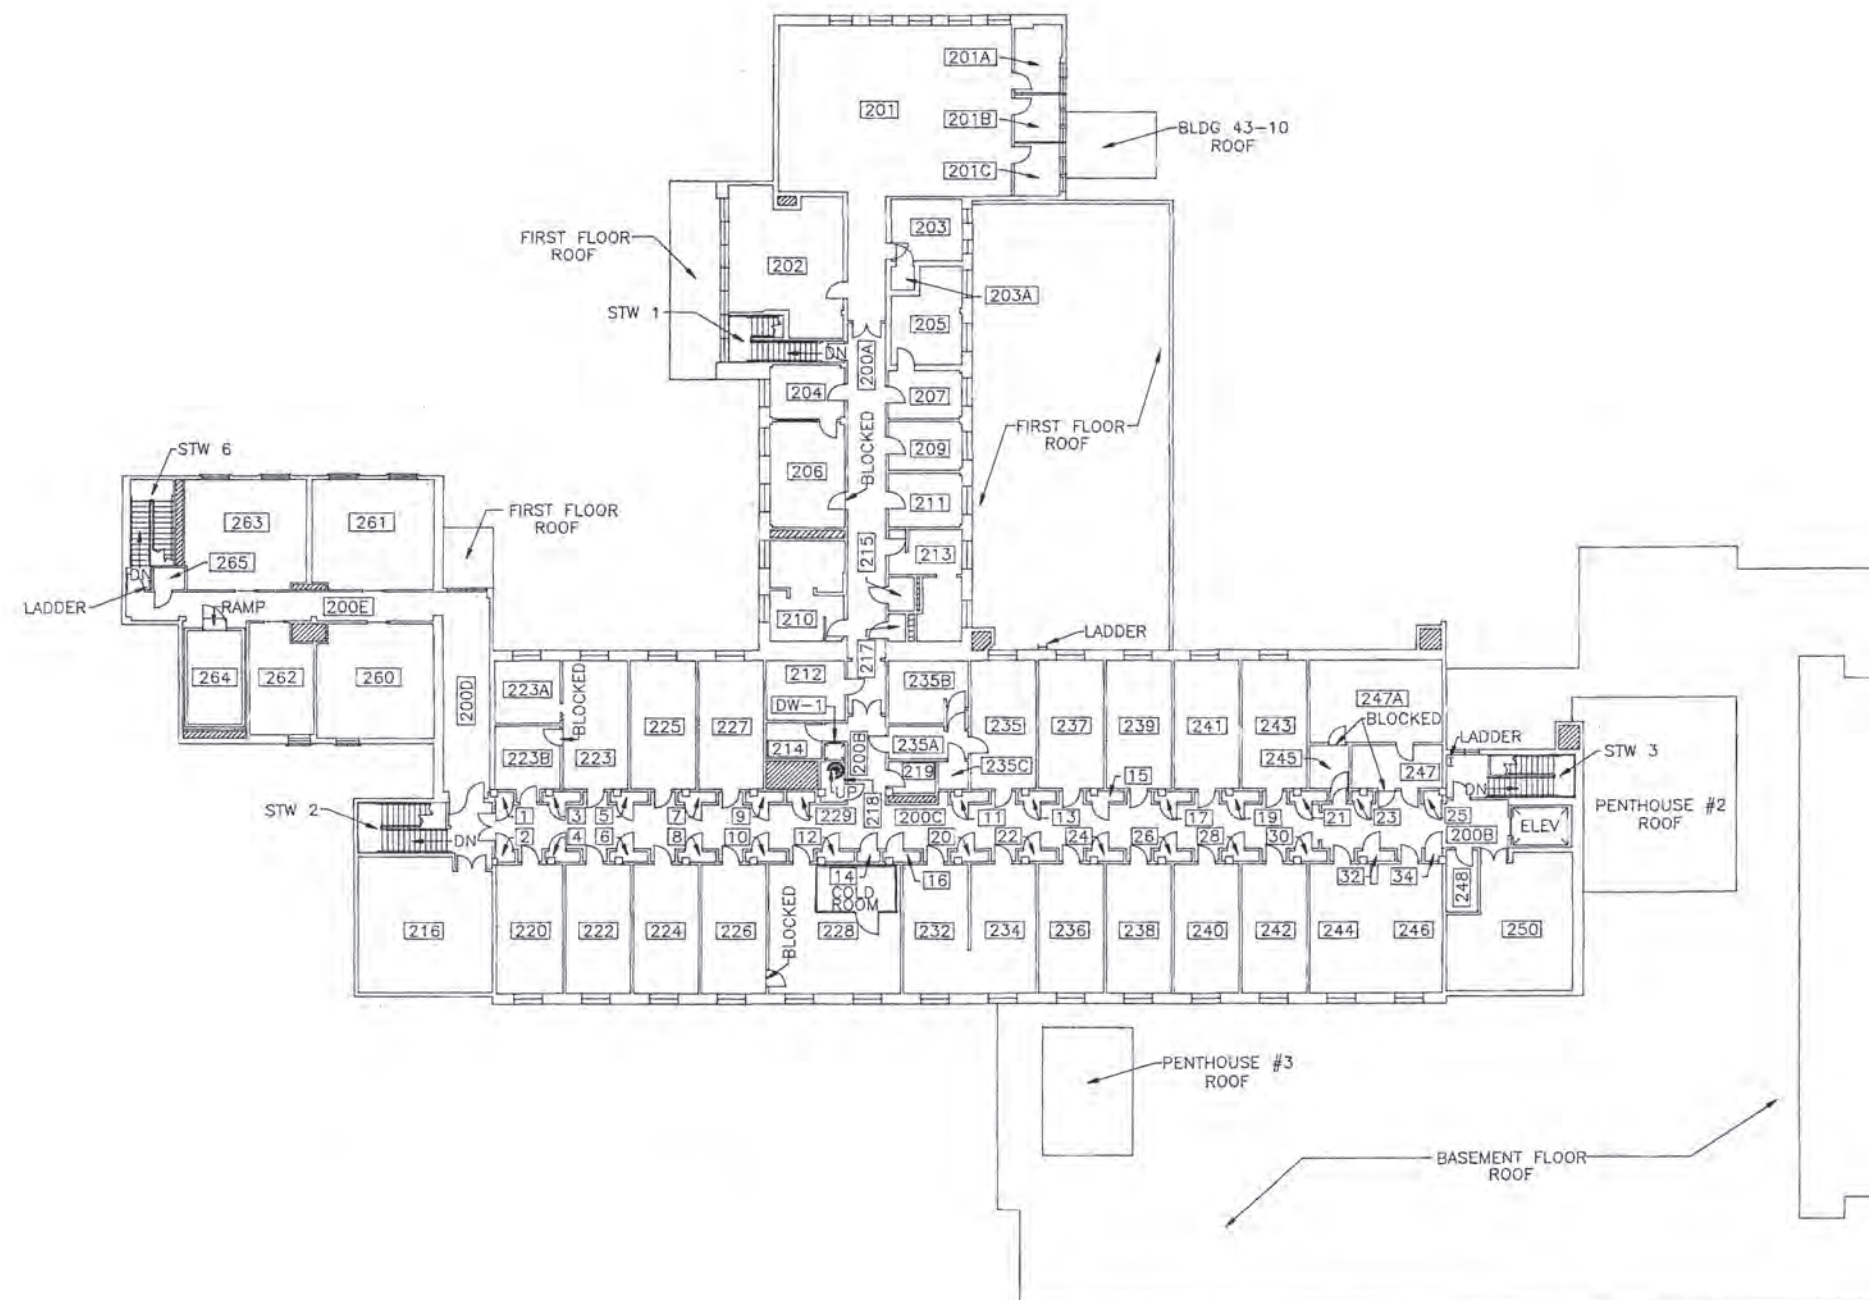 201A
201
201B
BLDG 43-10
ROOF
201C
203
FIRST FLOOR
ROOF
202
203A
STW 1
205
DN
200A
204
207
FIRST FLOOR
ROOF
STW 6
209
BLOCKED
206
211
263
261
FIRST FLOOR
ROOF
215
213
265
DN
LADDER
RAMP
200E
210
LADDER
217
264
262
260
223A
BLOCKED
212
235B
200D
225
227
DW-1
235
237
239
241
243
247A
BLOCKED
LADDER
223B
223
214
200B
235A
245
247
STW 3
219
235C
15
UP
DN
PENTHOUSE #2
ROOF
STW 2
1
3
5
7
9
229
218
200C
11
13
17
19
21
23
25
ELEV
DN
2
4
6
8
10
12
20
22
24
26
28
30
200B
14
16
32
34
248
COLD
ROOM
BLOCKED
216
220
222
224
226
228
232
234
236
238
240
242
244
246
250
PENTHOUSE #3
ROOF
BASEMENT FLOOR
ROOF